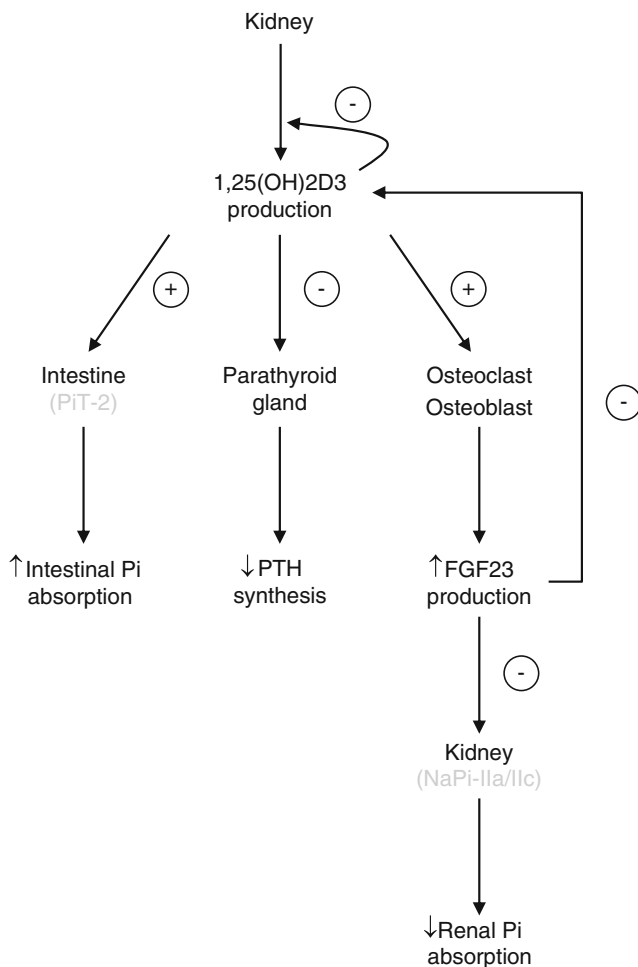 Kidney
-
1,25(OH)2D3
production
+
-
+
Intestine
(PiT-2)
Parathyroid
gland
Osteoclast
Osteoblast
-
↑Intestinal Pi
absorption
↓PTH
synthesis
↑FGF23
production
-
Kidney
(NaPi-IIa/IIc)
↓Renal Pi
absorption